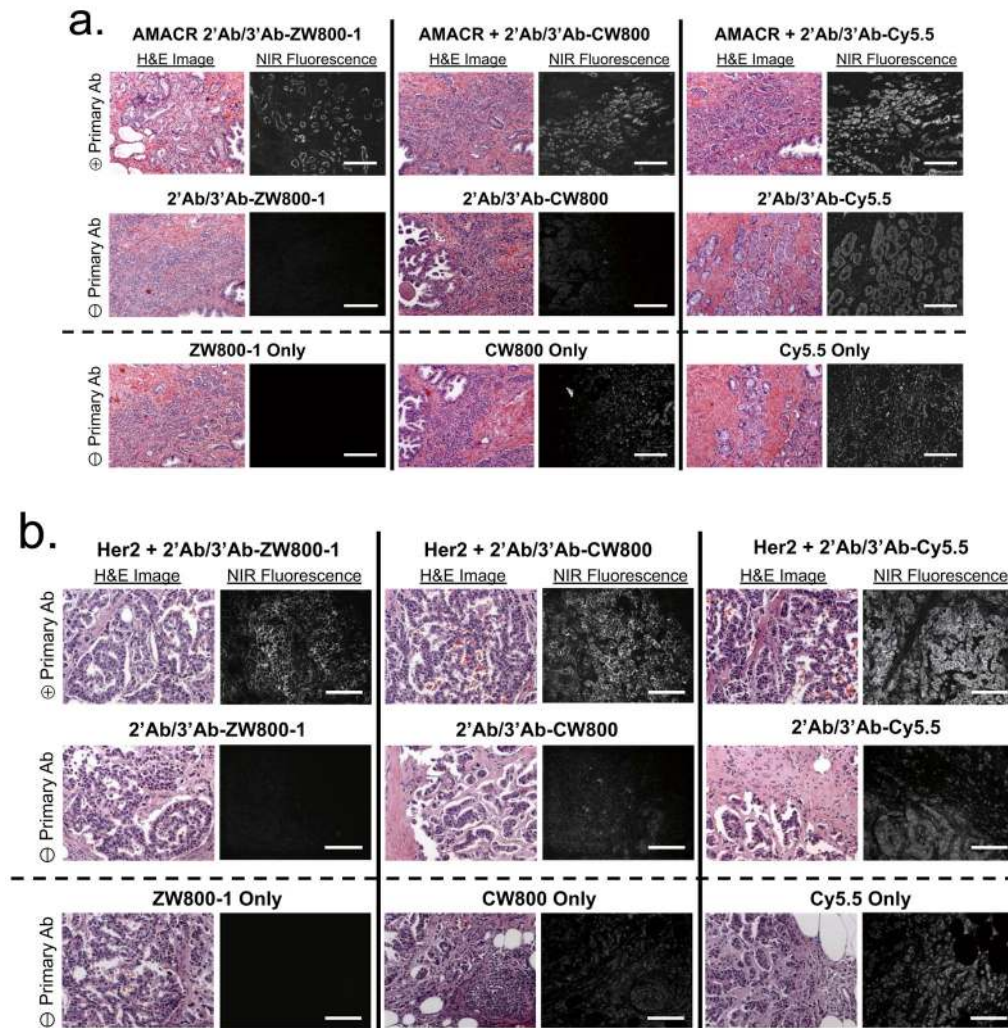 a.
AMACR 2'Ab/3'Ab-ZW800-1 AMACR + 2'Ab/3'Ab-CW800 AMACR + 2'Ab/3'Ab-Cy5.5
H&E Image NIR Fluorescence H&E Image NIR Fluorescence H&E Image NIR Fluorescence
⊕ Primary Ab
2'Ab/3'Ab-ZW800-1 2'Ab/3'Ab-CW800 2'Ab/3'Ab-Cy5.5
⊖ Primary Ab
ZW800-1 Only CW800 Only Cy5.5 Only
⊖ Primary Ab
b.
Her2 + 2'Ab/3'Ab-ZW800-1 Her2 + 2'Ab/3'Ab-CW800 Her2 + 2'Ab/3'Ab-Cy5.5
H&E Image NIR Fluorescence H&E Image NIR Fluorescence H&E Image NIR Fluorescence
⊕ Primary Ab
2'Ab/3'Ab-ZW800-1 2'Ab/3'Ab-CW800 2'Ab/3'Ab-Cy5.5
⊖ Primary Ab
ZW800-1 Only CW800 Only Cy5.5 Only
⊖ Primary Ab